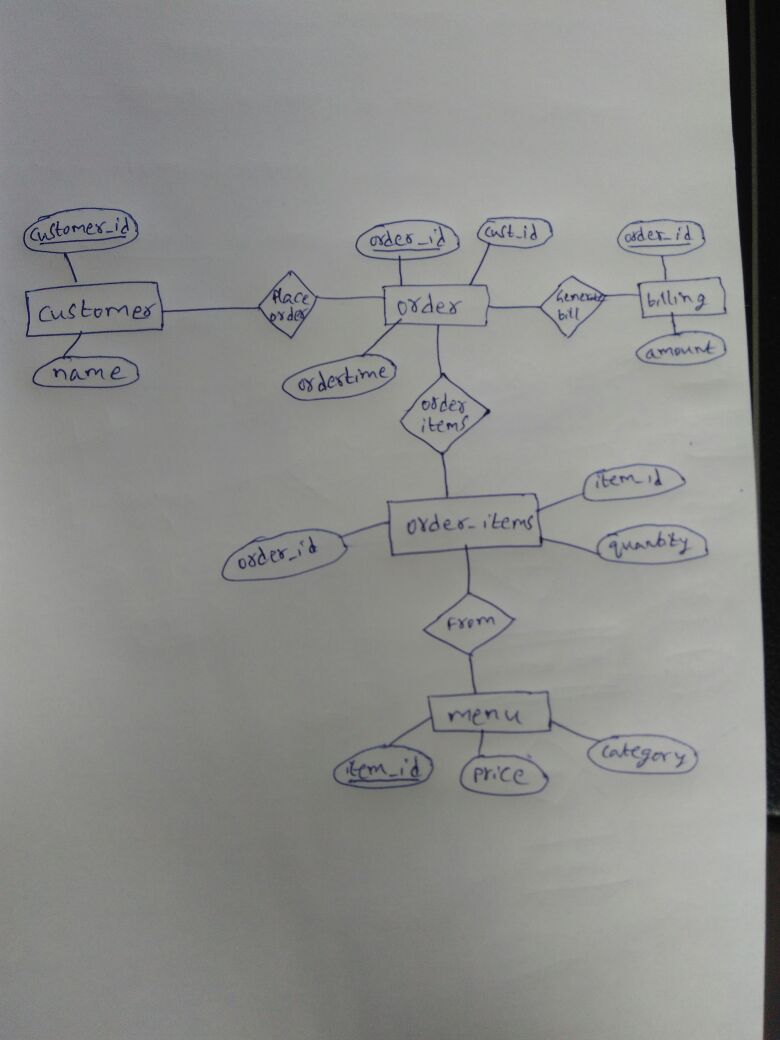 customer_id
order_id
cust_id
order_id
customer
Place
order
order
Generate
bill
billing
name
ordertime
amount
order
items
item_id
order_items
order_id
quantity
From
menu
item_id
price
category